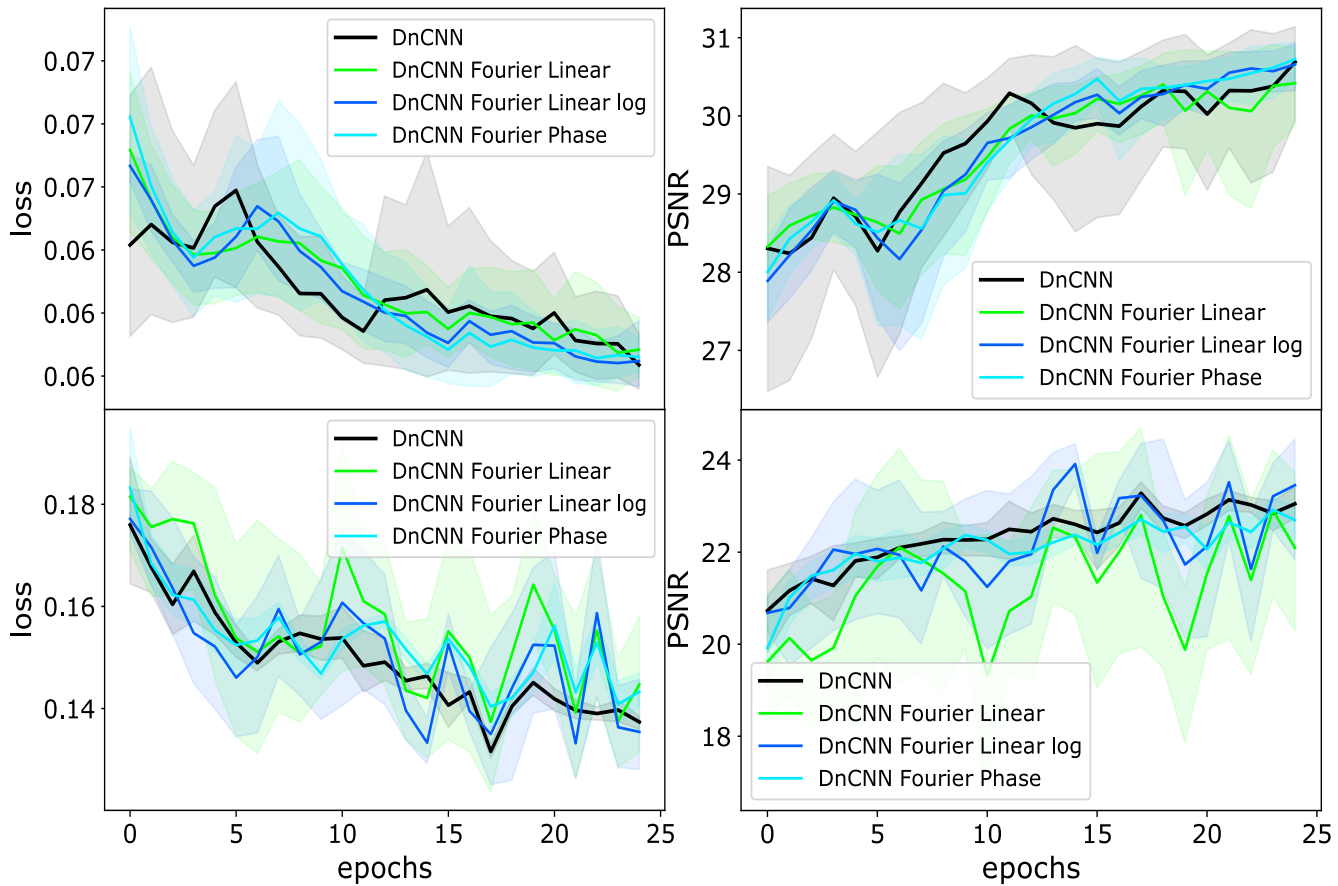 loss
0.07
0.07
0.07
0.06
0.06
0.06
DnCNN
DnCNN Fourier Linear
DnCNN Fourier Linear log
DnCNN Fourier Phase
PSNR
31
30
29
28
27
DnCNN
DnCNN Fourier Linear
DnCNN Fourier Linear log
DnCNN Fourier Phase
loss
0.18
0.16
0.14
DnCNN
DnCNN Fourier Linear
DnCNN Fourier Linear log
DnCNN Fourier Phase
0 5 10 15 20 25
epochs
PSNR
24
22
20
18
DnCNN
DnCNN Fourier Linear
DnCNN Fourier Linear log
DnCNN Fourier Phase
0 5 10 15 20 25
epochs